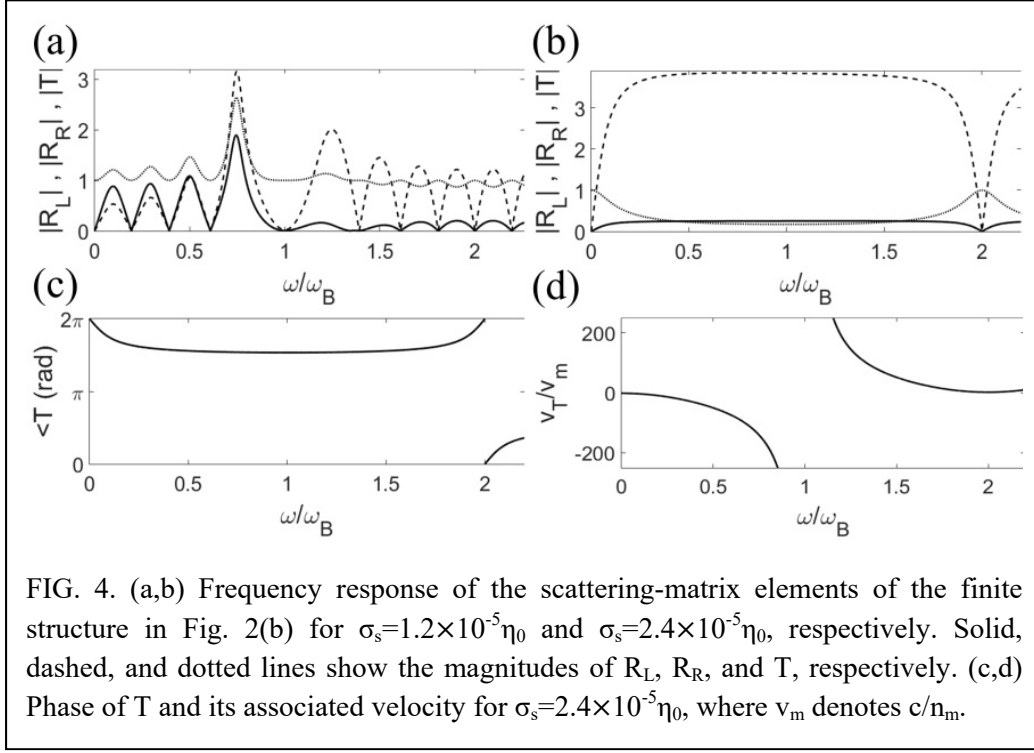 (a)
(b)
|R_L| , |R_R| , |T|
3
2
1
0
0 0.5 1 1.5 2
ω/ω_B
|R_L| , |R_R| , |T|
3
2
1
0
0 0.5 1 1.5 2
ω/ω_B
(c)
(d)
<T (rad)
2π
π
0
0 0.5 1 1.5 2
ω/ω_B
v_T/v_m
200
0
-200
0 0.5 1 1.5 2
ω/ω_B
FIG. 4. (a,b) Frequency response of the scattering-matrix elements of the finite
structure in Fig. 2(b) for σ_s=1.2×10^-5η_0 and σ_s=2.4×10^-5η_0, respectively. Solid,
dashed, and dotted lines show the magnitudes of R_L, R_R, and T, respectively. (c,d)
Phase of T and its associated velocity for σ_s=2.4×10^-5η_0, where v_m denotes c/n_m.